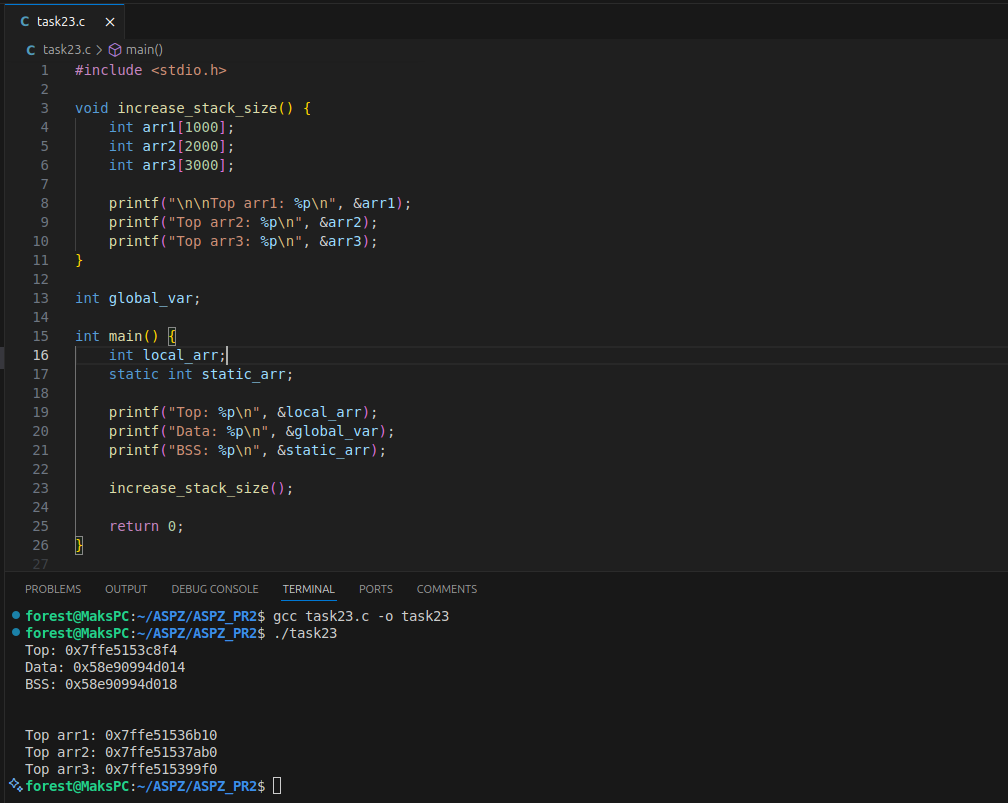 C task23.c ×
C task23.c > main()
1 #include <stdio.h>
2
3 void increase_stack_size() {
4     int arr1[1000];
5     int arr2[2000];
6     int arr3[3000];
7
8     printf("\n\nTop arr1: %p\n", &arr1);
9     printf("Top arr2: %p\n", &arr2);
10     printf("Top arr3: %p\n", &arr3);
11 }
12
13 int global_var;
14
15 int main() {
16     int local_arr;
17     static int static_arr;
18
19     printf("Top: %p\n", &local_arr);
20     printf("Data: %p\n", &global_var);
21     printf("BSS: %p\n", &static_arr);
22
23     increase_stack_size();
24
25     return 0;
26 }
27
PROBLEMS OUTPUT DEBUG CONSOLE TERMINAL PORTS COMMENTS
forest@MaksPC:~/ASPZ/ASPZ_PR2$ gcc task23.c -o task23
forest@MaksPC:~/ASPZ/ASPZ_PR2$ ./task23
Top: 0x7ffe5153c8f4
Data: 0x58e90994d014
BSS: 0x58e90994d018
Top arr1: 0x7ffe51536b10
Top arr2: 0x7ffe51537ab0
Top arr3: 0x7ffe515399f0
forest@MaksPC:~/ASPZ/ASPZ_PR2$